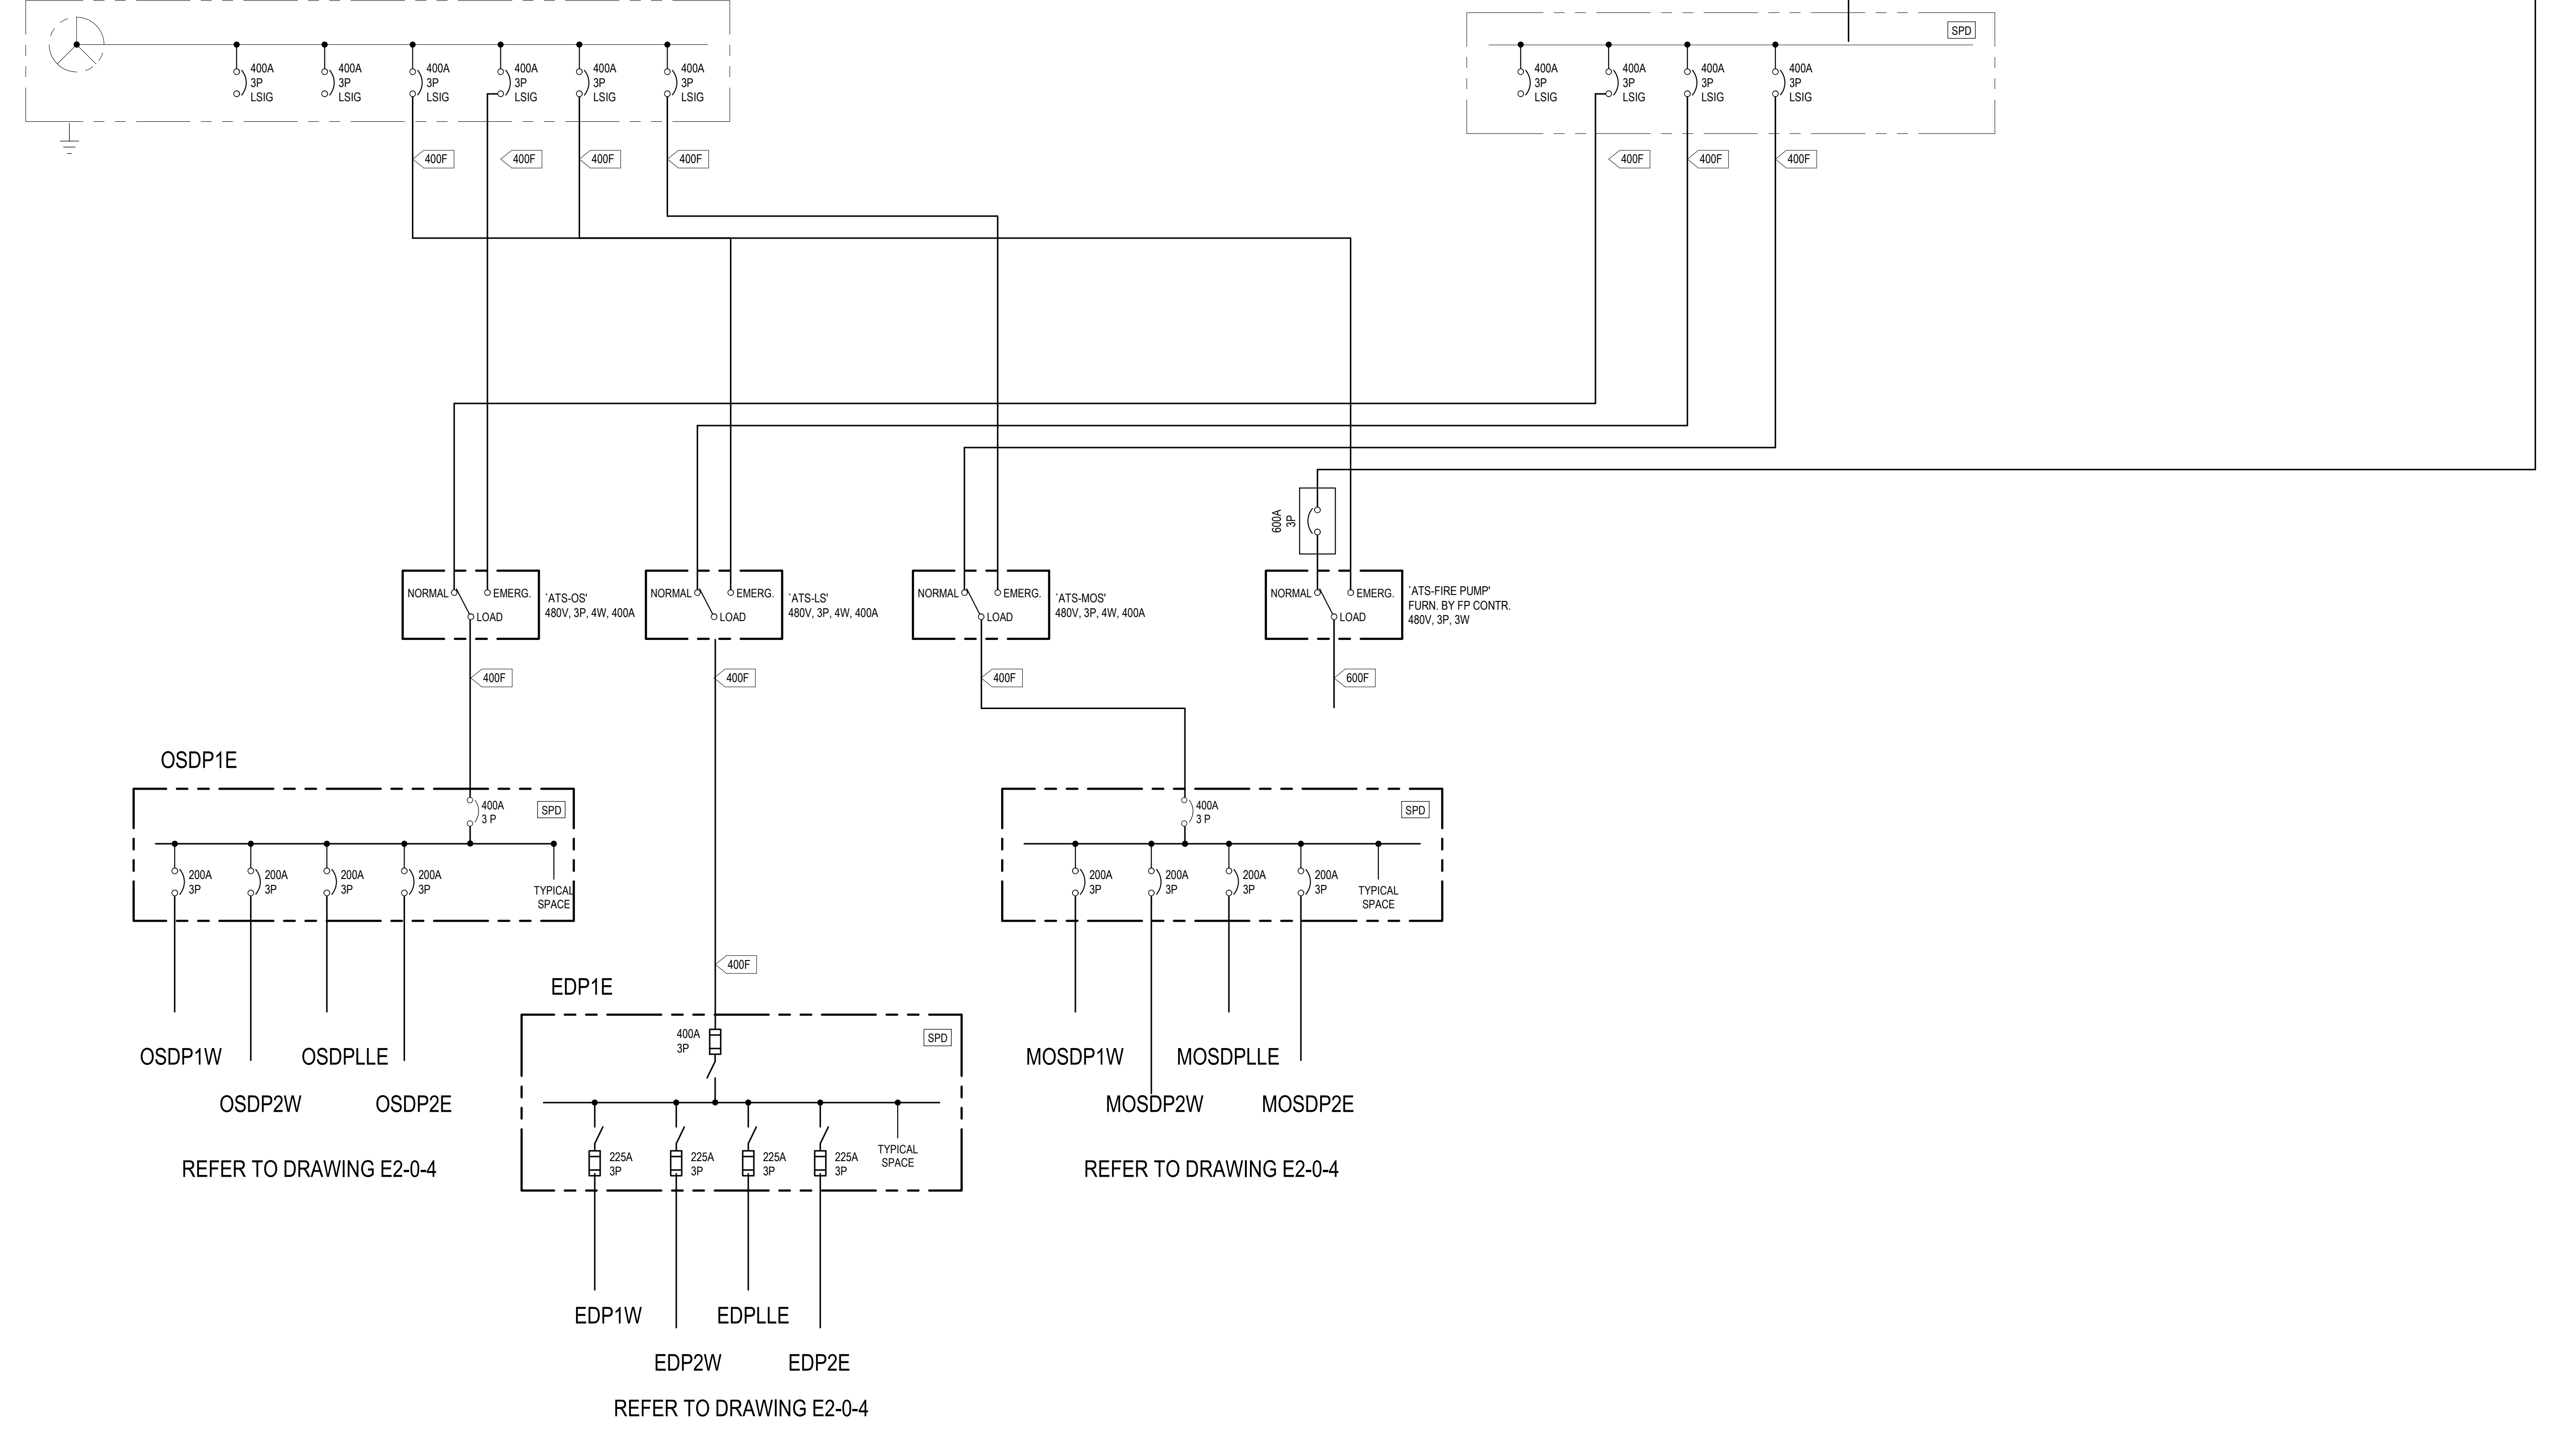 400A
3P
LSIG
400A
3P
LSIG
400A
3P
LSIG
400A
3P
LSIG
400A
3P
LSIG
400A
3P
LSIG
SPD
400A
3P
LSIG
400A
3P
LSIG
400A
3P
LSIG
400A
3P
LSIG
400F
400F
400F
400F
400F
400F
400F
600A
3P
NORMAL
EMERG.
LOAD
`ATS-OS'
480V, 3P, 4W, 400A
NORMAL
EMERG.
LOAD
`ATS-LS'
480V, 3P, 4W, 400A
NORMAL
EMERG.
LOAD
`ATS-MOS'
480V, 3P, 4W, 400A
NORMAL
EMERG.
LOAD
`ATS-FIRE PUMP'
FURN. BY FP CONTR.
480V, 3P, 3W
400F
400F
400F
600F
OSDP1E
400A
3 P
SPD
200A
3P
200A
3P
200A
3P
200A
3P
TYPICAL
SPACE
400A
3 P
SPD
200A
3P
200A
3P
200A
3P
200A
3P
TYPICAL
SPACE
400F
EDP1E
OSDP1W
OSDPLLE
OSDP2W
OSDP2E
REFER TO DRAWING E2-0-4
400A
3P
SPD
225A
3P
225A
3P
225A
3P
225A
3P
TYPICAL
SPACE
MOSDP1W
MOSDPLLE
MOSDP2W
MOSDP2E
REFER TO DRAWING E2-0-4
EDP1W
EDPLLE
EDP2W
EDP2E
REFER TO DRAWING E2-0-4